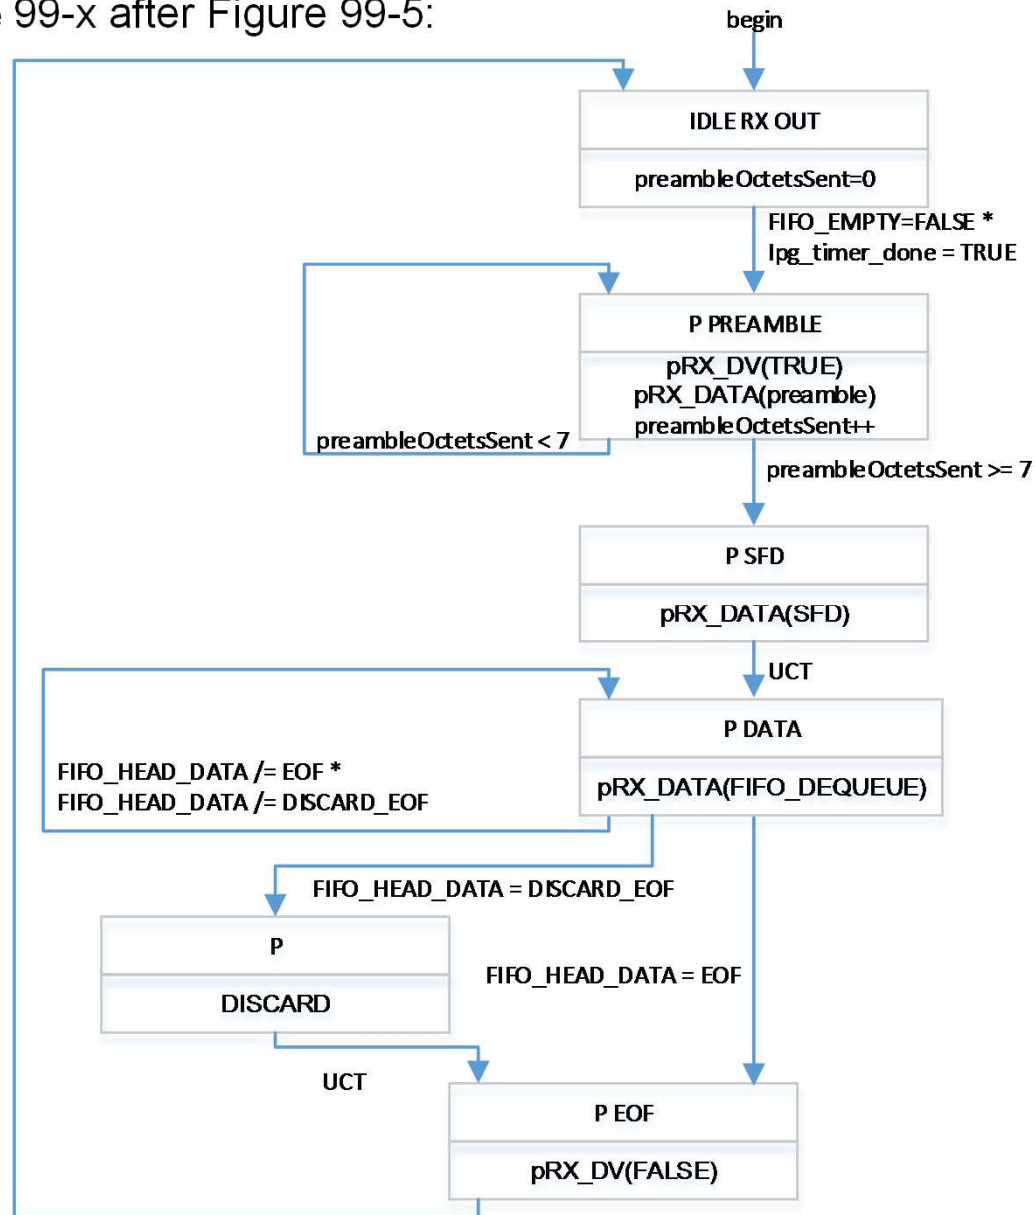 99-x after Figure 99-5:
begin
IDLE RX OUT
preambleOctetsSent=0
FIFO_EMPTY=FALSE *
Ipg_timer_done = TRUE
P PREAMBLE
pRX_DV(TRUE)
pRX_DATA(preamble)
preambleOctetsSent++
preambleOctetsSent < 7
preambleOctetsSent >= 7
P SFD
pRX_DATA(SFD)
UCT
P DATA
pRX_DATA(FIFO_DEQUEUE)
FIFO_HEAD_DATA /= EOF *
FIFO_HEAD_DATA /= DISCARD_EOF
FIFO_HEAD_DATA = DISCARD_EOF
P
DISCARD
FIFO_HEAD_DATA = EOF
UCT
P EOF
pRX_DV(FALSE)